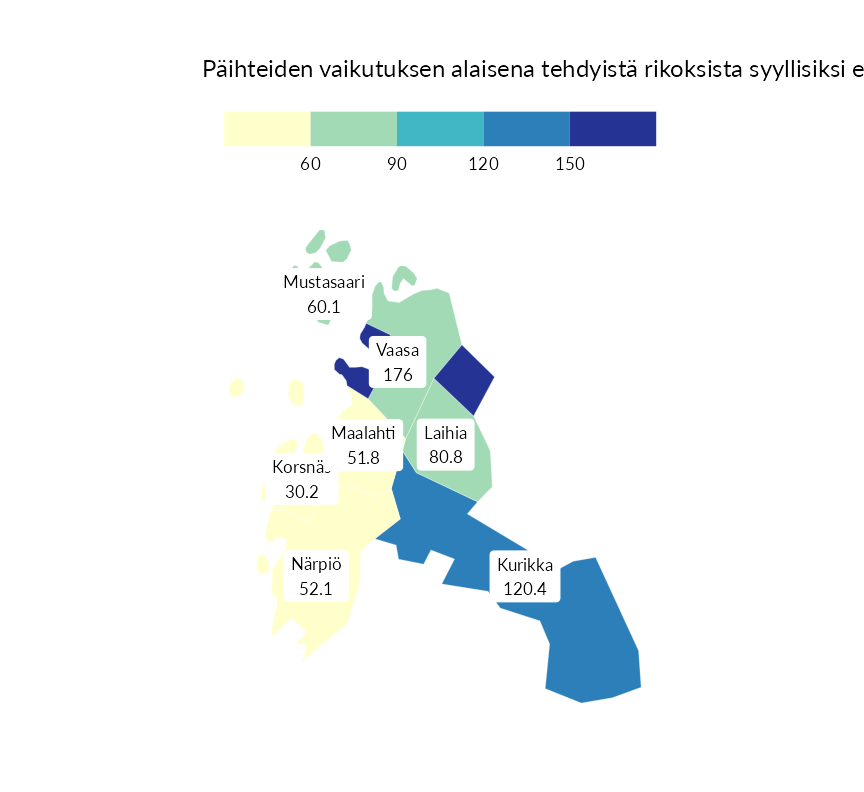 Päihteiden vaikutuksen alaisena tehdyistä rikoksista syyllisiksi e
60 90 120 150
Mustasaari
60.1
Vaasa
176
Maalahti
51.8
Laihia
80.8
Korsnäs
30.2
Närpiö
52.1
Kurikka
120.4